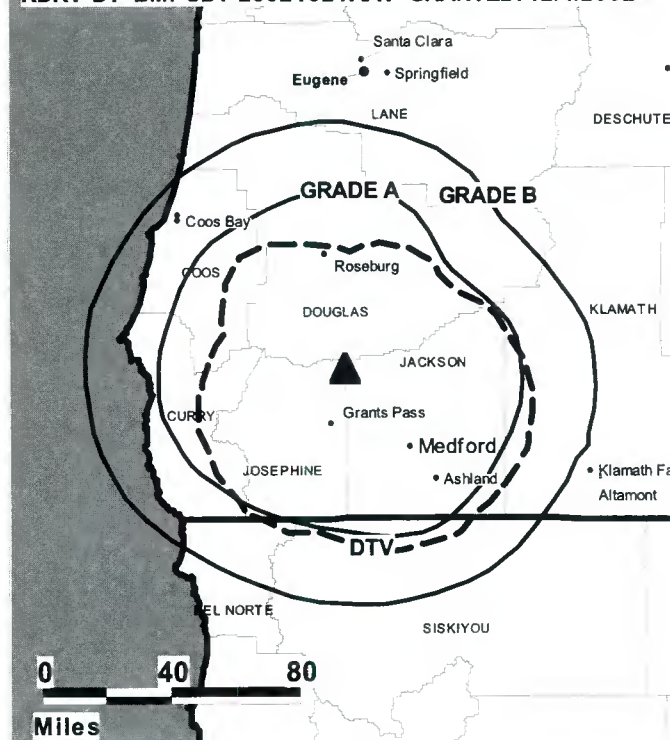 Santa Clara
Eugene
Springfield
LANE
DESCHUTE
GRADE A
GRADE B
Coos Bay
Roseburg
COOS
DOUGLAS
KLAMATH
JACKSON
Grants Pass
CURRY
Medford
JOSEPHINE
Klamath Fa
Ashland
Altamont
DTV
DEL NORTE
SISKIYOU
0 40 80
Miles